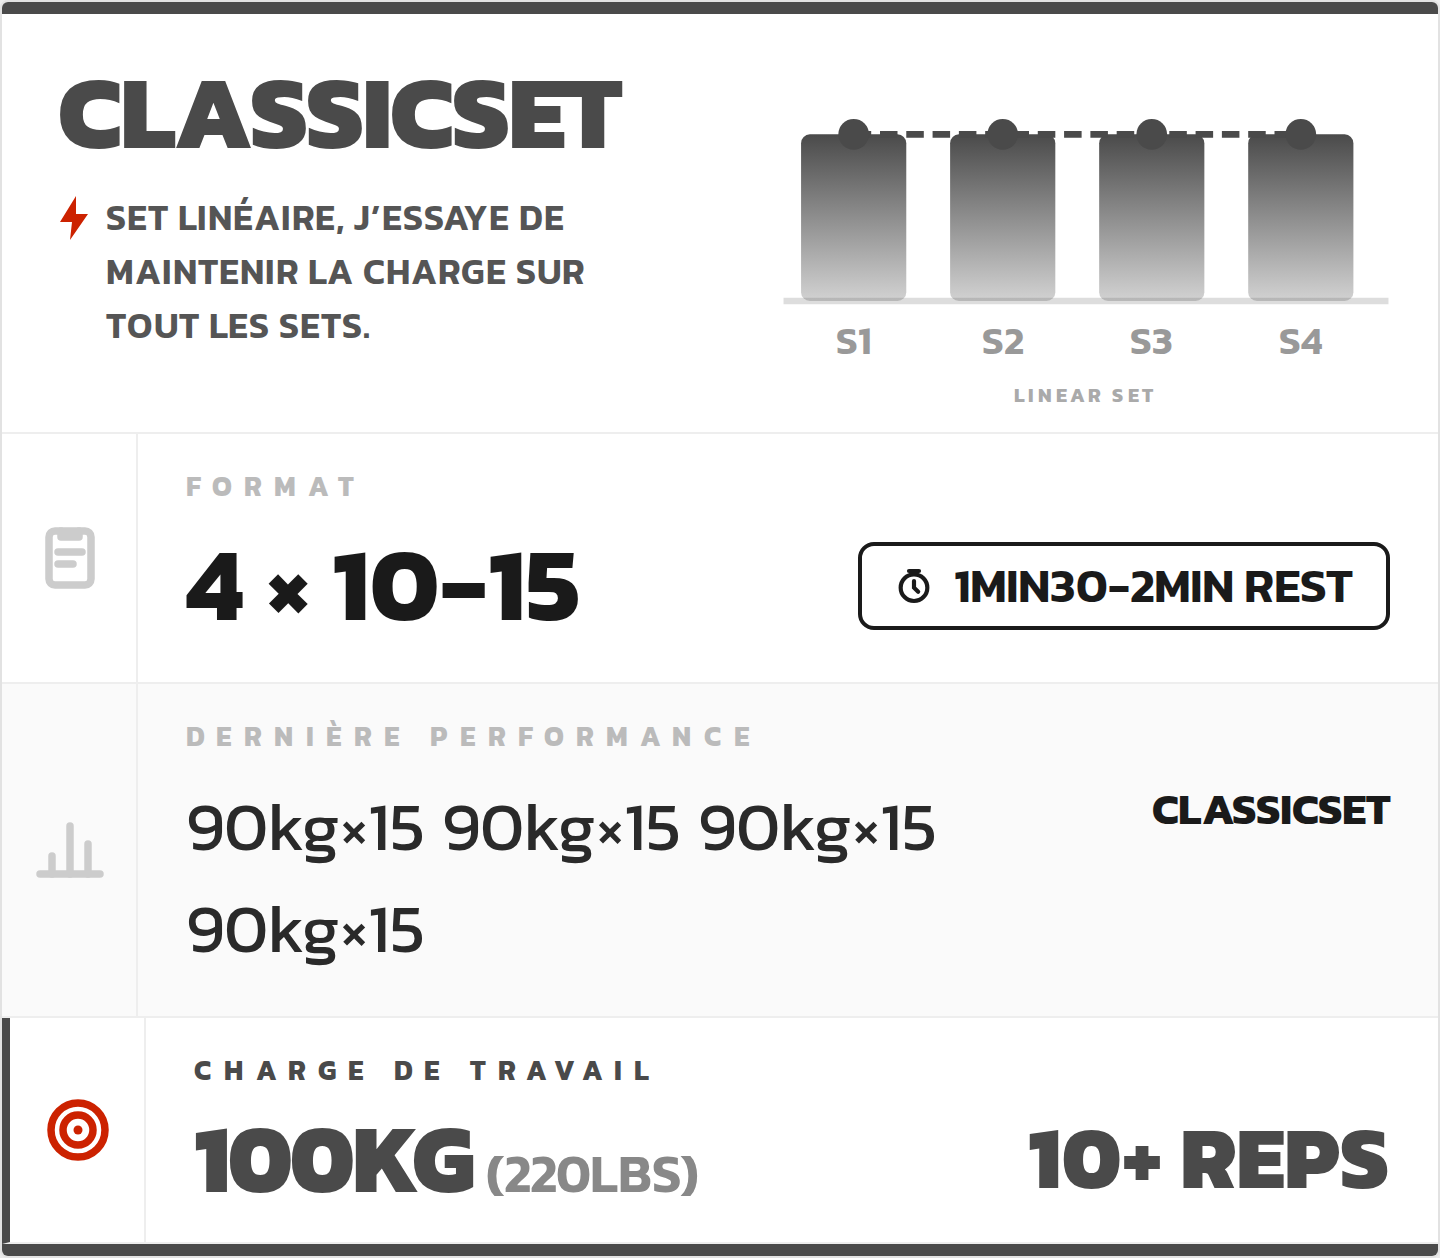 CLASSICSET
SET LINÉAIRE, J’ESSAYE DE
MAINTENIR LA CHARGE SUR
TOUT LES SETS.
S1 S2 S3 S4
LINEAR SET
FORMAT
4 × 10–15
1MIN30–2MIN REST
DERNIÈRE PERFORMANCE
90kg×15 90kg×15 90kg×15
90kg×15
CLASSICSET
CHARGE DE TRAVAIL
100KG (220LBS)
10+ REPS